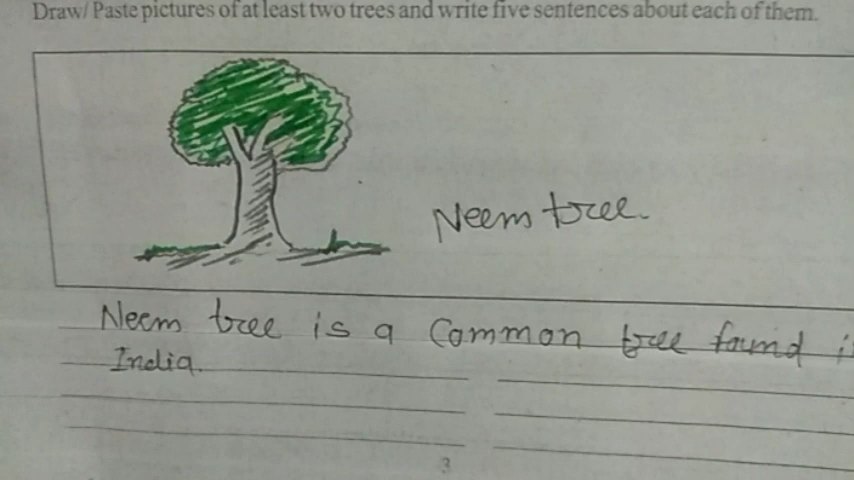 Draw/ Paste pictures of at least two trees and write five sentences about each of them.
Neem tree.
Neem tree is a Common tree found
India.
3